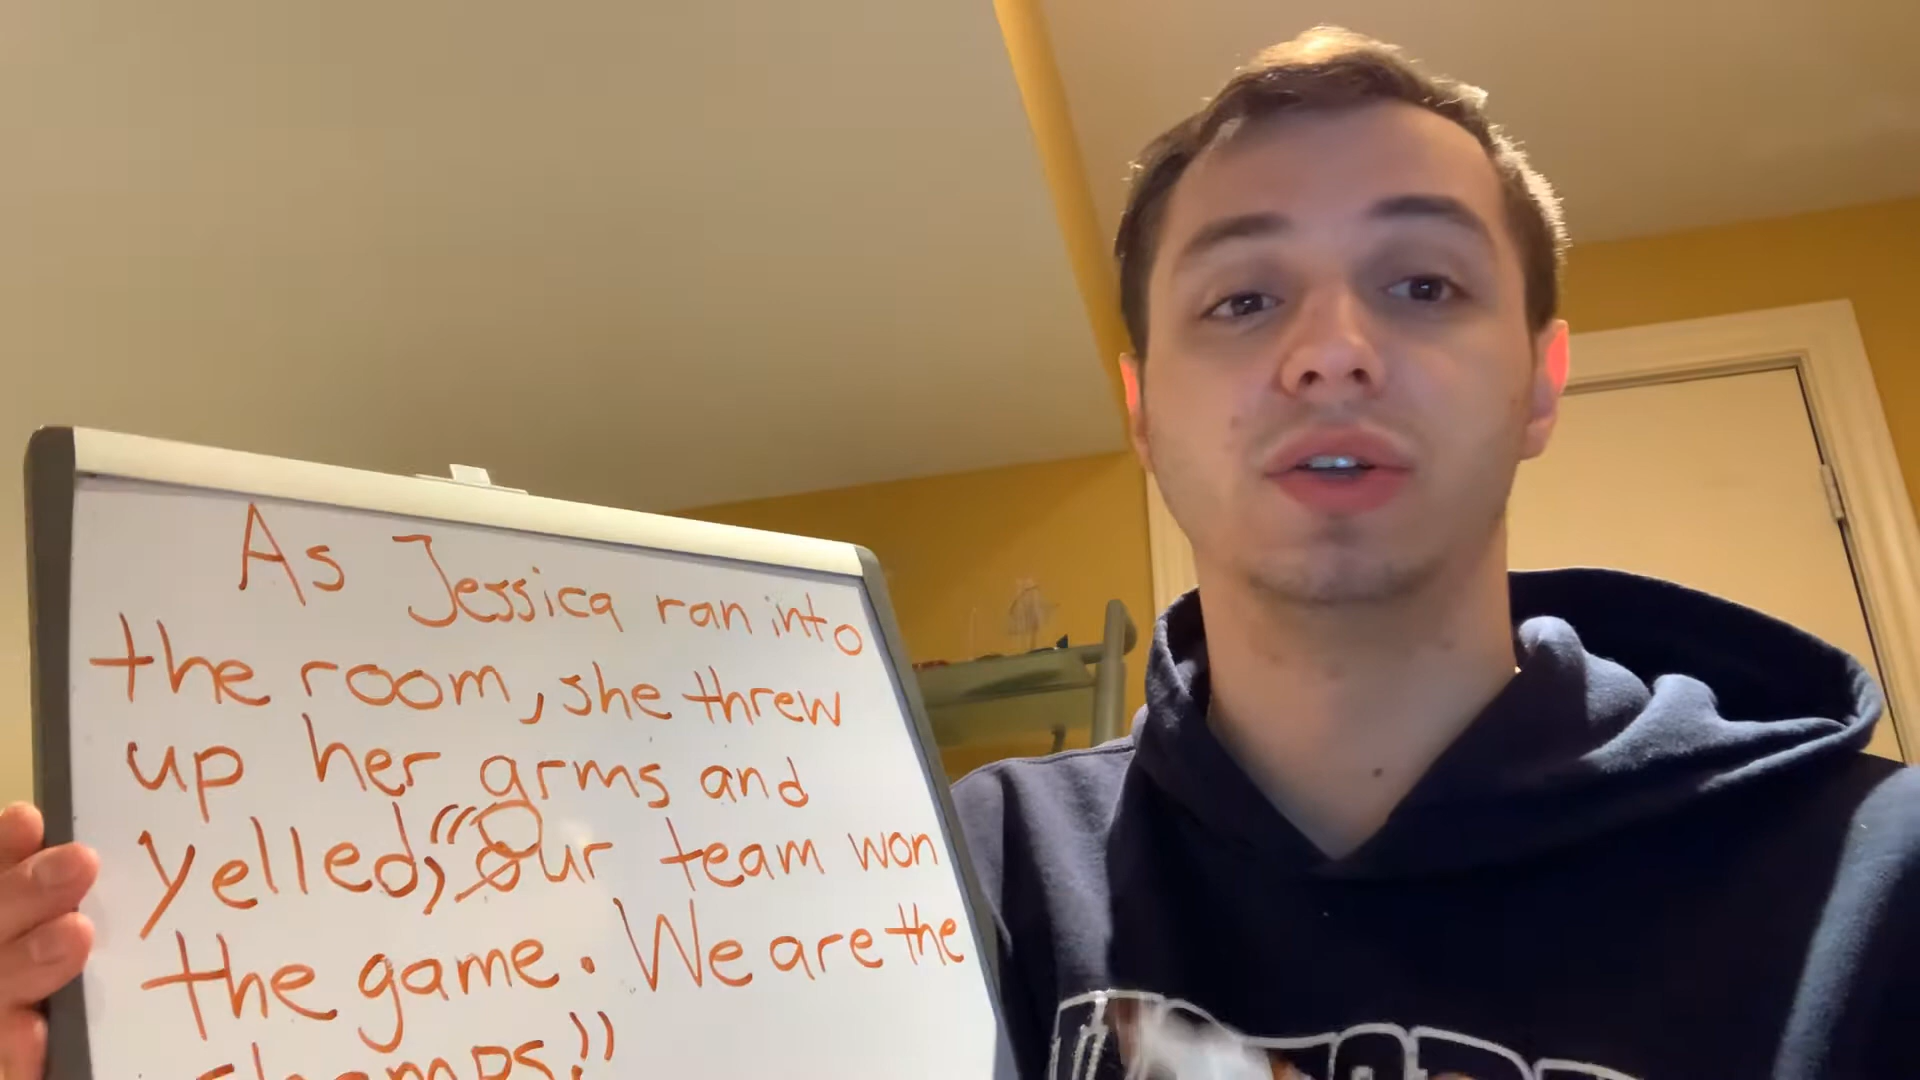 As Jessica ran into
the room, she threw
up her arms and
yelled, "Our team won
the game. We are the